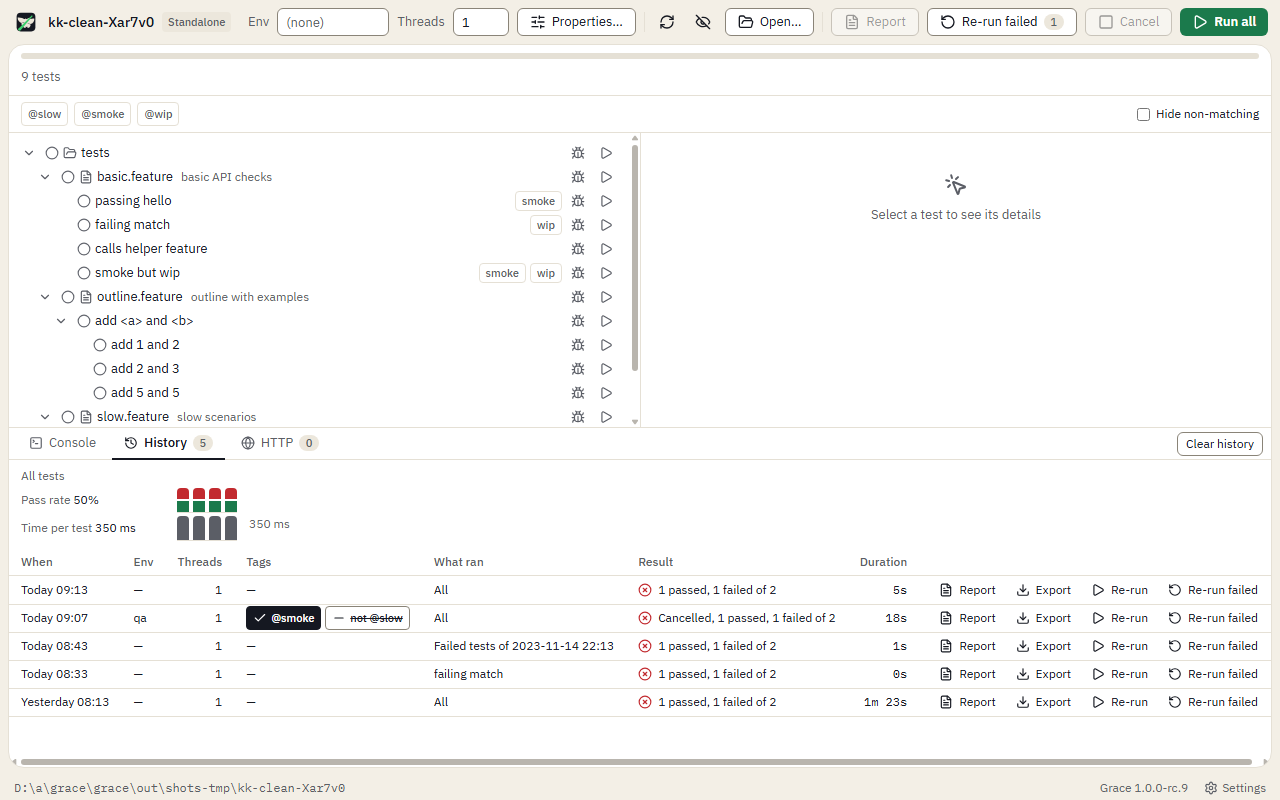 kk-clean-Xar7v0 Standalone Env (none) Threads 1 Properties... Open... Report Re-run failed 1 Cancel Run all
9 tests
@slow @smoke @wip Hide non-matching
tests
basic.feature basic API checks
passing hello smoke
failing match wip
calls helper feature
smoke but wip smoke wip
outline.feature outline with examples
add <a> and <b>
add 1 and 2
add 2 and 3
add 5 and 5
slow.feature slow scenarios
Select a test to see its details
Console History 5 HTTP 0 Clear history
All tests
Pass rate 50%
Time per test 350 ms 350 ms
When Env Threads Tags What ran Result Duration
Today 09:13 — 1 — All 1 passed, 1 failed of 2 5s Report Export Re-run Re-run failed
Today 09:07 qa 1 @smoke not @slow All Cancelled, 1 passed, 1 failed of 2 18s Report Export Re-run Re-run failed
Today 08:43 — 1 — Failed tests of 2023-11-14 22:13 1 passed, 1 failed of 2 1s Report Export Re-run Re-run failed
Today 08:33 — 1 — failing match 1 passed, 1 failed of 2 0s Report Export Re-run Re-run failed
Yesterday 08:13 — 1 — All 1 passed, 1 failed of 2 1m 23s Report Export Re-run Re-run failed
D:\a\grace\grace\out\shots-tmp\kk-clean-Xar7v0 Grace 1.0.0-rc.9 Settings